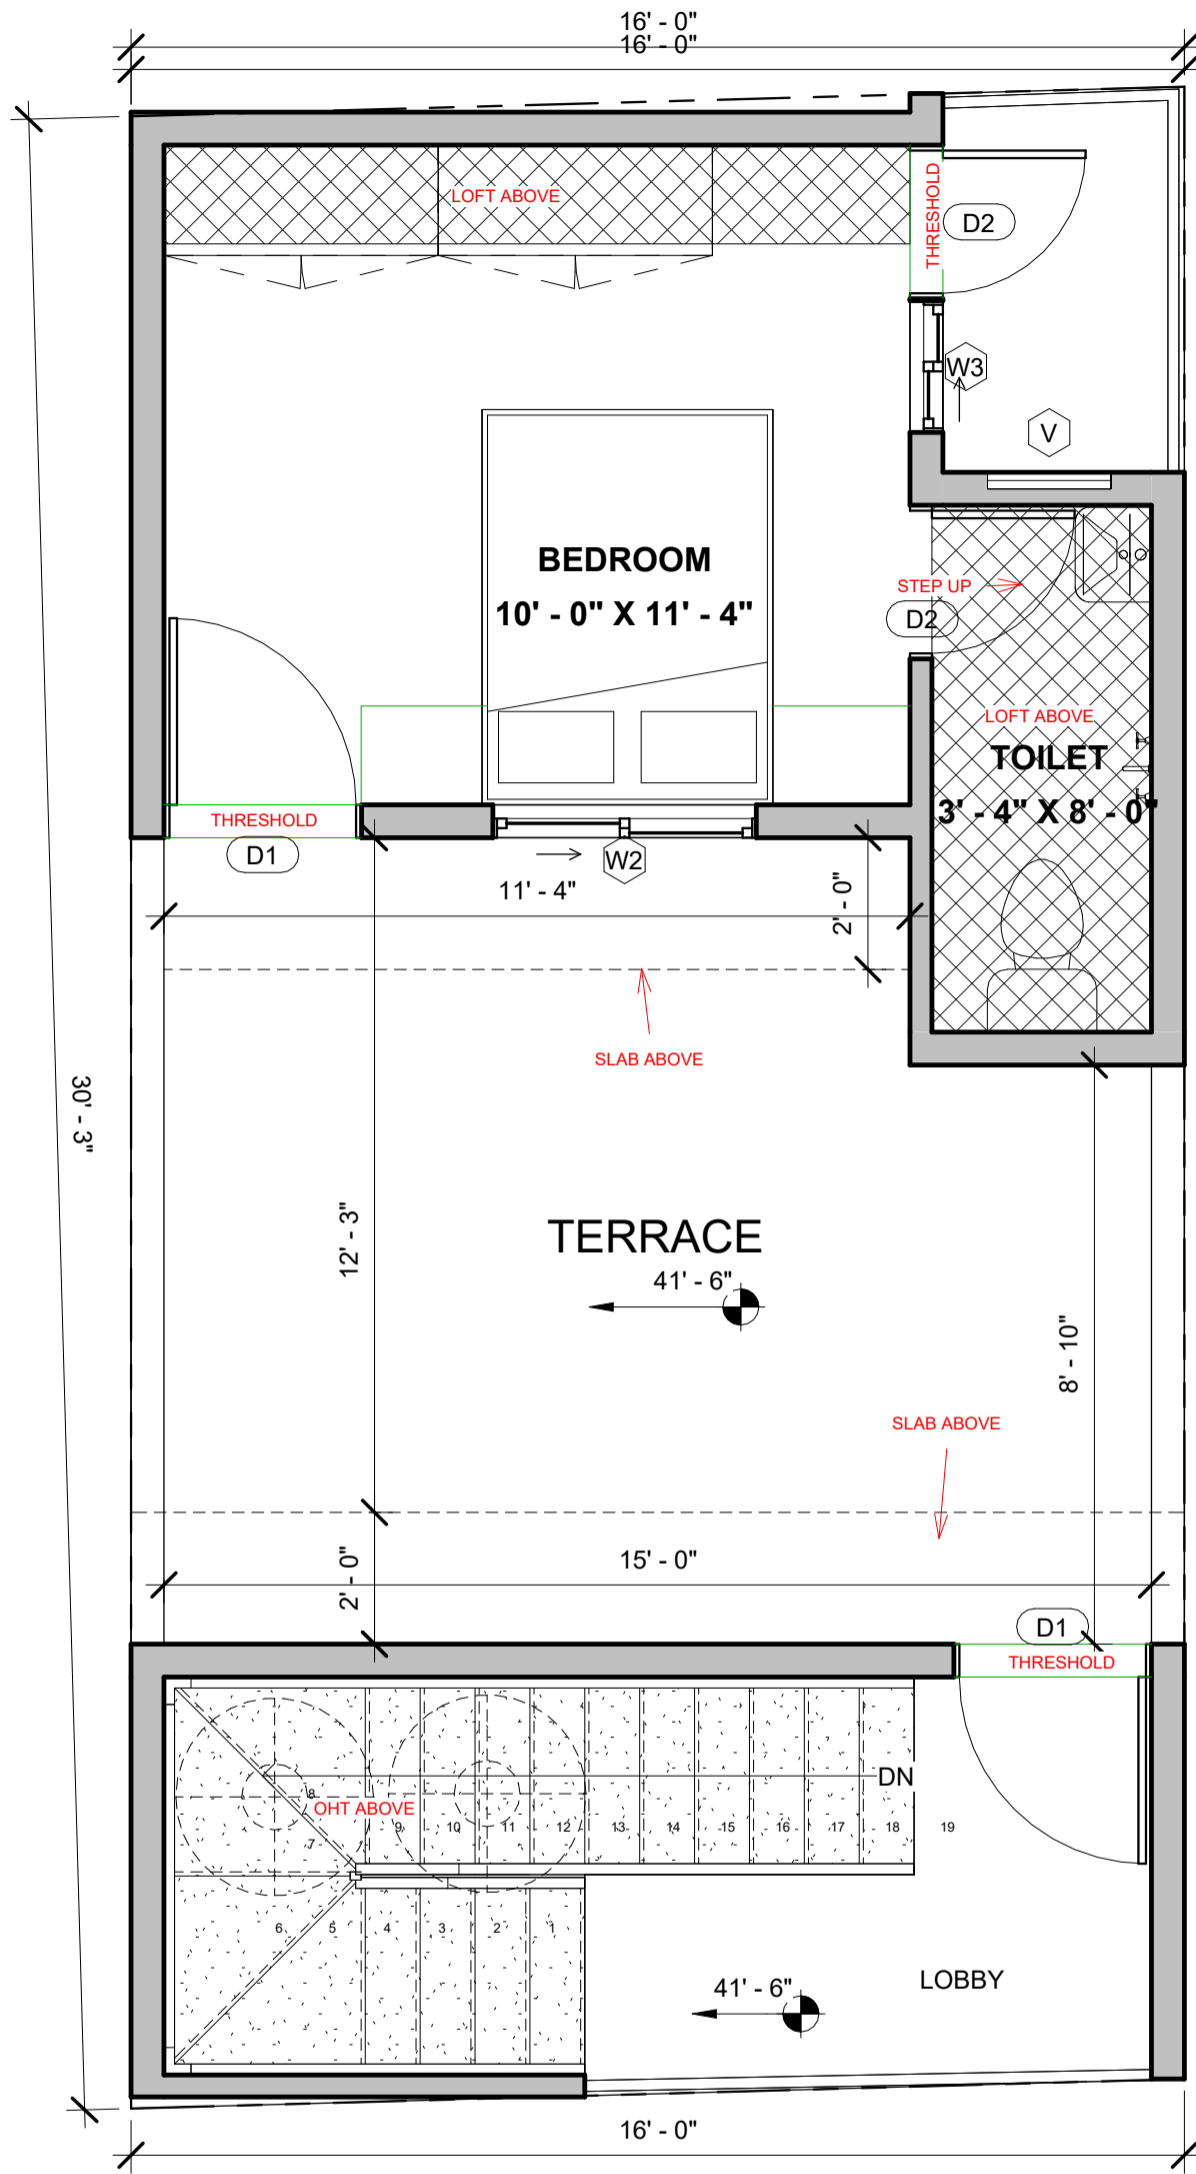 16' - 0"
16' - 0"
LOFT ABOVE
THRESHOLD
D2
W3
V
BEDROOM
10' - 0" X 11' - 4"
STEP UP
D2
LOFT ABOVE
TOILET
3' - 4" X 8' - 0"
THRESHOLD
D1
W2
11' - 4"
2' - 0"
SLAB ABOVE
30' - 3"
12' - 3"
TERRACE
41' - 6"
8' - 10"
SLAB ABOVE
2' - 0"
15' - 0"
D1
THRESHOLD
DN
8
OHT ABOVE
7
9 10 11 12 13 14 15 16 17 18 19
6 5 4 3 2 1
LOBBY
41' - 6"
16' - 0"